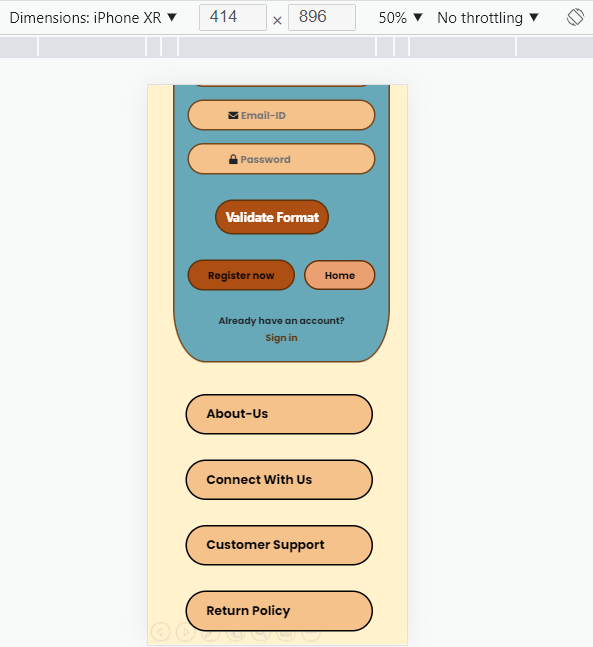 Dimensions: iPhone XR ▼ 414 × 896 50% ▼ No throttling ▼
Email-ID
Password
Validate Format
Register now Home
Already have an account?
Sign in
About-Us
Connect With Us
Customer Support
Return Policy